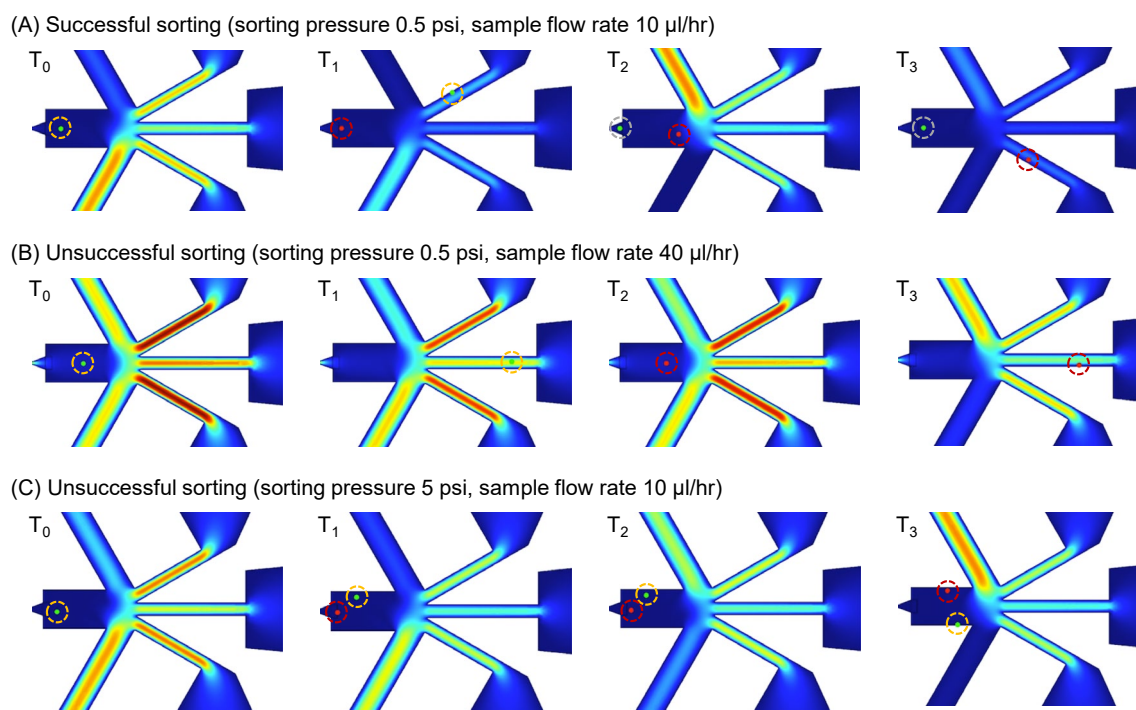 (A) Successful sorting (sorting pressure 0.5 psi, sample flow rate 10 µl/hr)
T₀ T₁ T₂ T₃
(B) Unsuccessful sorting (sorting pressure 0.5 psi, sample flow rate 40 µl/hr)
T₀ T₁ T₂ T₃
(C) Unsuccessful sorting (sorting pressure 5 psi, sample flow rate 10 µl/hr)
T₀ T₁ T₂ T₃